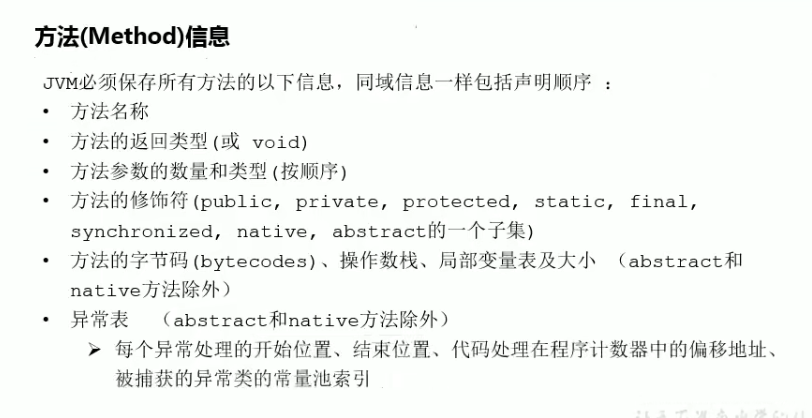 方法(Method)信息
JVM必须保存所有方法的以下信息，同域信息一样包括声明顺序 ：
• 方法名称
• 方法的返回类型(或 void)
• 方法参数的数量和类型(按顺序)
• 方法的修饰符(public, private, protected, static, final,
synchronized, native, abstract的一个子集)
• 方法的字节码(bytecodes)、操作数栈、局部变量表及大小 （abstract和
native方法除外）
• 异常表 （abstract和native方法除外）
➢ 每个异常处理的开始位置、结束位置、代码处理在程序计数器中的偏移地址、
被捕获的异常类的常量池索引